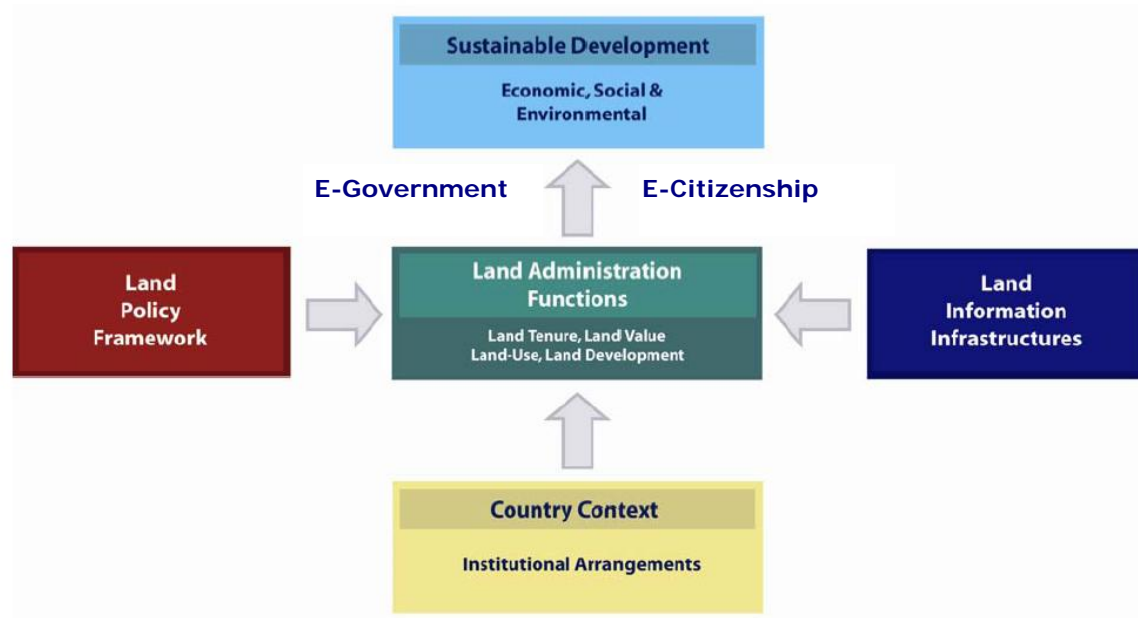 Sustainable Development
Economic, Social &
Environmental
E-Government
E-Citizenship
Land
Policy
Framework
Land Administration
Functions
Land Tenure, Land Value
Land-Use, Land Development
Land
Information
Infrastructures
Country Context
Institutional Arrangements